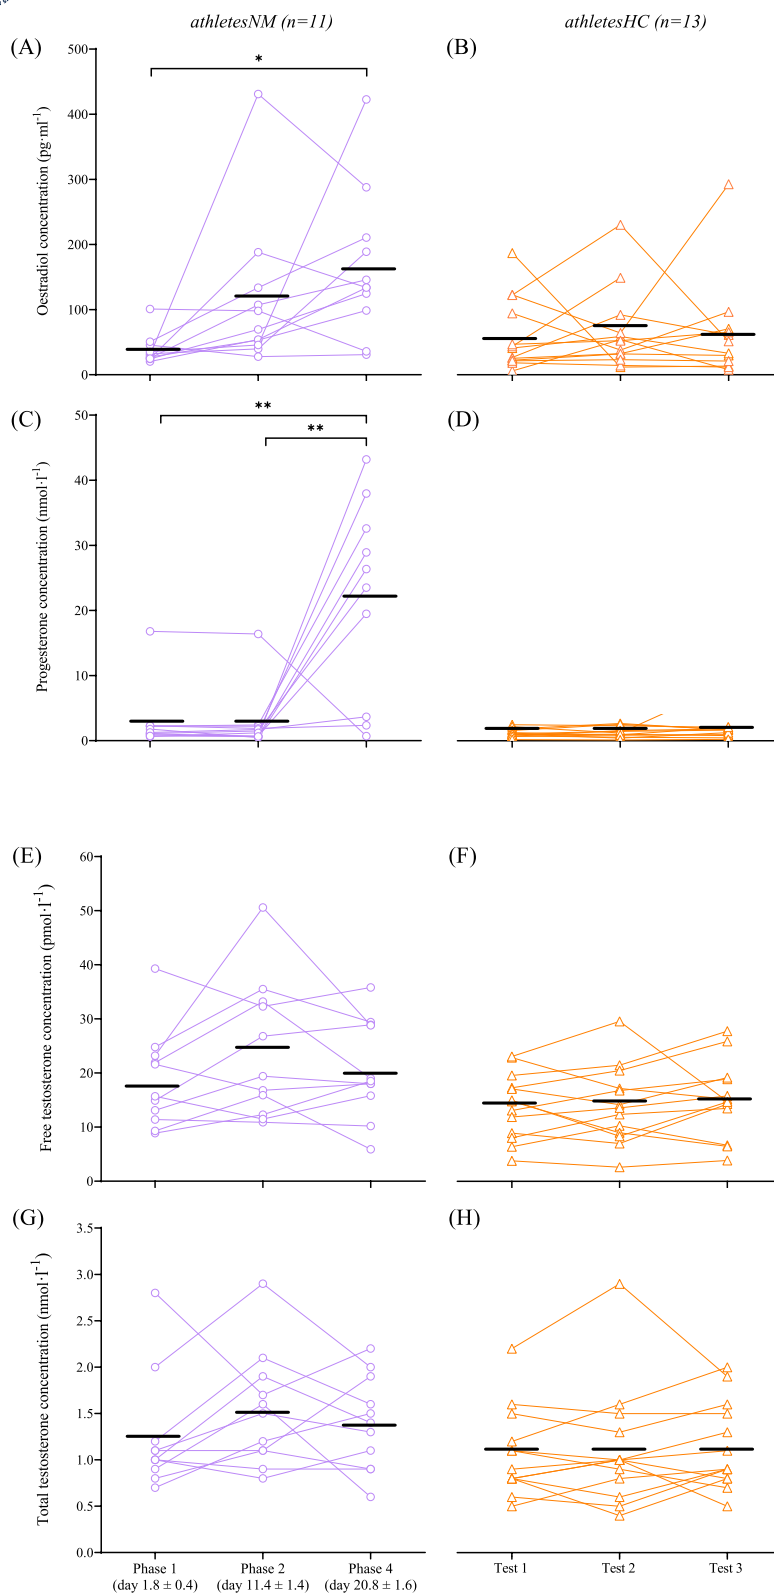 athletesNM (n=11)
athletesHC (n=13)
(A)
(B)
500
400
300
200
100
0
Oestradiol concentration (pg·ml⁻¹)
*
(C)
(D)
50
40
30
20
10
0
Progesterone concentration (nmol·l⁻¹)
**
**
(E)
(F)
60
50
40
30
20
10
0
Free testosterone concentration (pmol·l⁻¹)
(G)
(H)
3.5
3.0
2.5
2.0
1.5
1.0
0.5
0.0
Total testosterone concentration (nmol·l⁻¹)
Phase 1 Phase 2 Phase 4 Test 1 Test 2 Test 3
(day 1.8 ± 0.4) (day 11.4 ± 1.4) (day 20.8 ± 1.6)